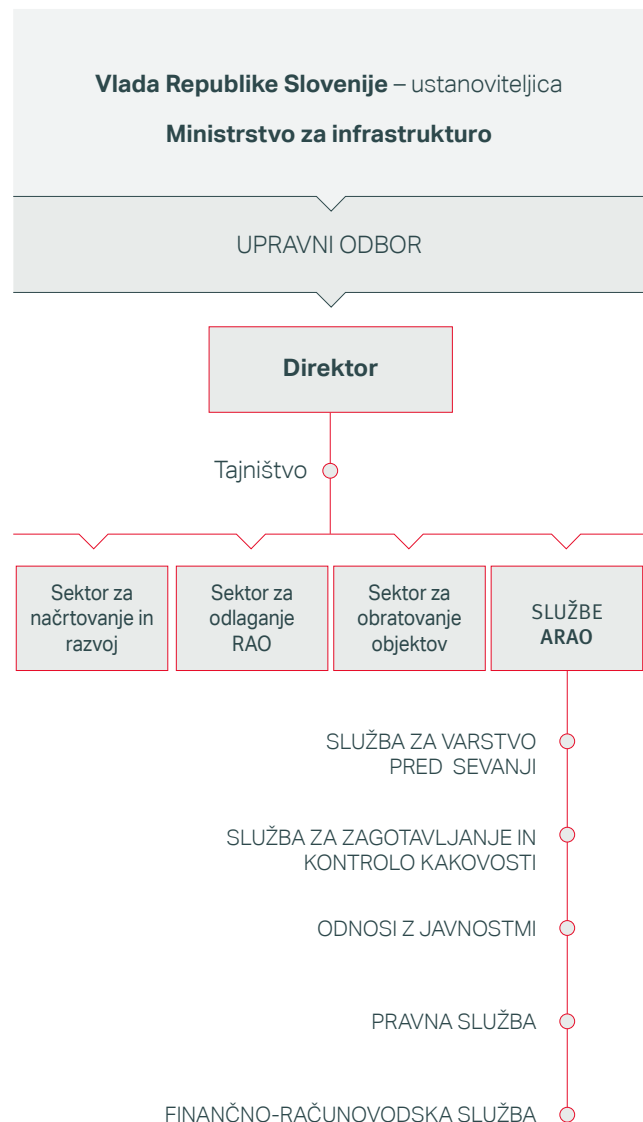 Vlada Republike Slovenije – ustanoviteljica
Ministrstvo za infrastrukturo
UPRAVNI ODBOR
Direktor
Tajništvo
Sektor za
načrtovanje in
razvoj
Sektor za
odlaganje
RAO
Sektor za
obratovanje
objektov
SLUŽBE
ARAO
SLUŽBA ZA VARSTVO
PRED SEVANJI
SLUŽBA ZA ZAGOTAVLJANJE IN
KONTROLO KAKOVOSTI
ODNOSI Z JAVNOSTMI
PRAVNA SLUŽBA
FINANČNO-RAČUNOVODSKA SLUŽBA